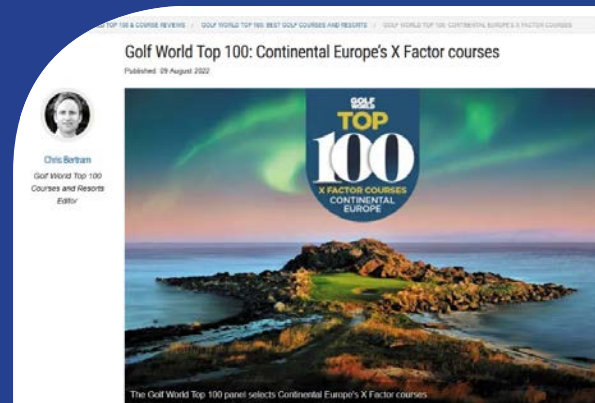 TOP 100 & COURSE REVIEWS / GOLF WORLD TOP 100: BEST GOLF COURSES AND RESORTS / GOLF WORLD TOP 100: CONTINENTAL EUROPE'S X FACTOR COURSES
Golf World Top 100: Continental Europe's X Factor courses
Published: 09 August 2022
Chris Bertram
Golf World Top 100
Courses and Resorts
Editor
GOLF
WORLD
TOP
100
X FACTOR COURSES
CONTINENTAL
EUROPE
The Golf World Top 100 panel selects Continental Europe's X Factor courses